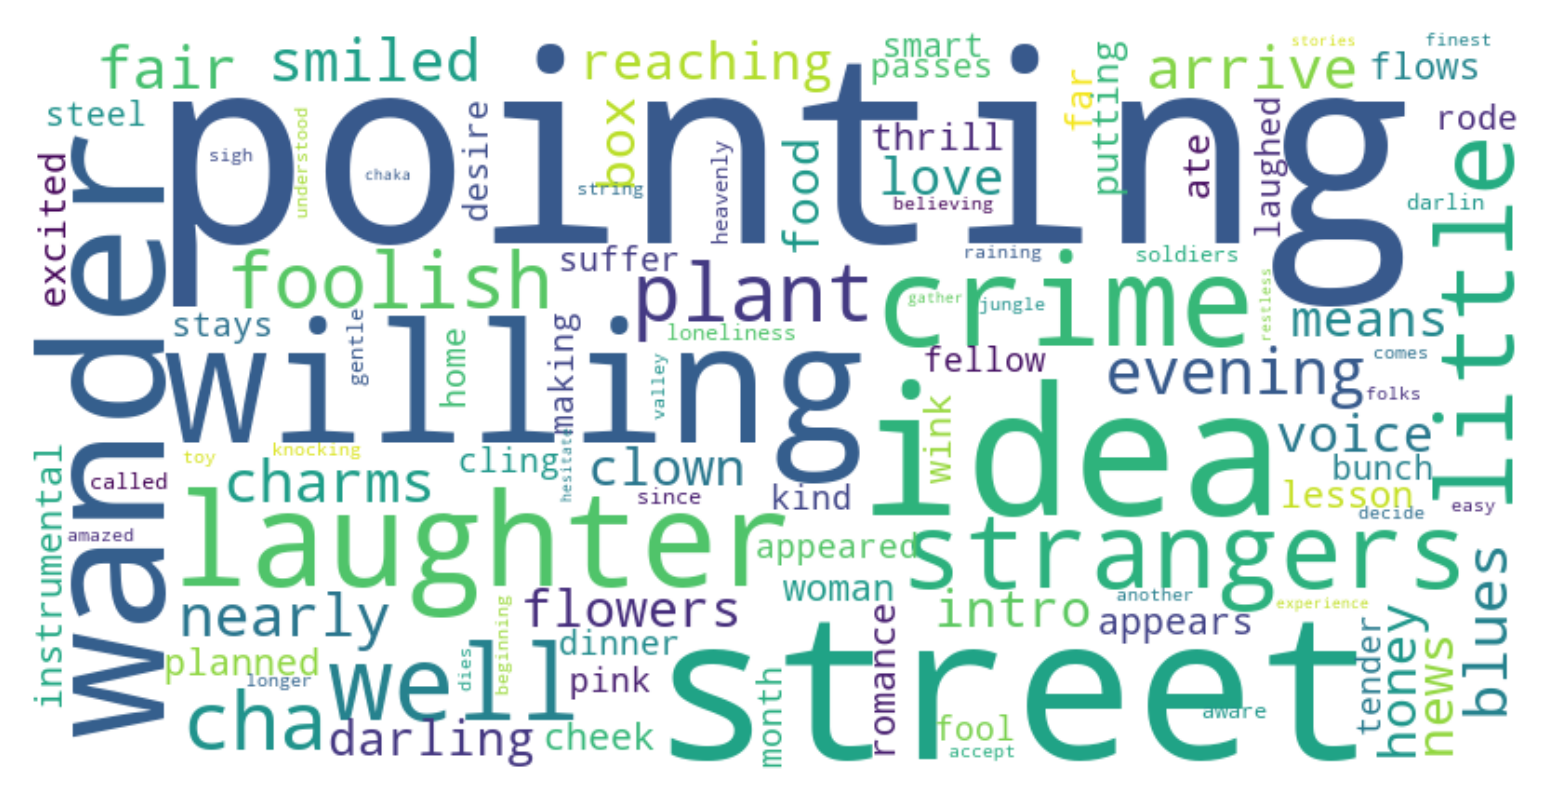 fair
smiled
reaching
smart
passes
far
putting
arrive
stories
finest
flows
steel
pointing
sigh
understood
chaka
desire
box
string
heavenly
food
thrill
love
believing
ate
laughed
rode
darlin
little
excited
wander
foolish
suffer
plant
raining
soldiers
crime
gather
jungle
restless
means
stays
willing
gentle
home
making
loneliness
valley
fellow
evening
comes
folks
idea
wink
voice
bunch
lesson
decide
easy
instrumental
toy
knocking
called
charms
cling
hesitate
clown
since
kind
amazed
laughter
appeared
strangers
nearly
flowers
woman
intro
another
appears
experience
planned
longer
well
dies
beginning
dinner
pink
street
romance
tender
honey
news
blues
cha
darling
cheek
month
fool
accept
aware